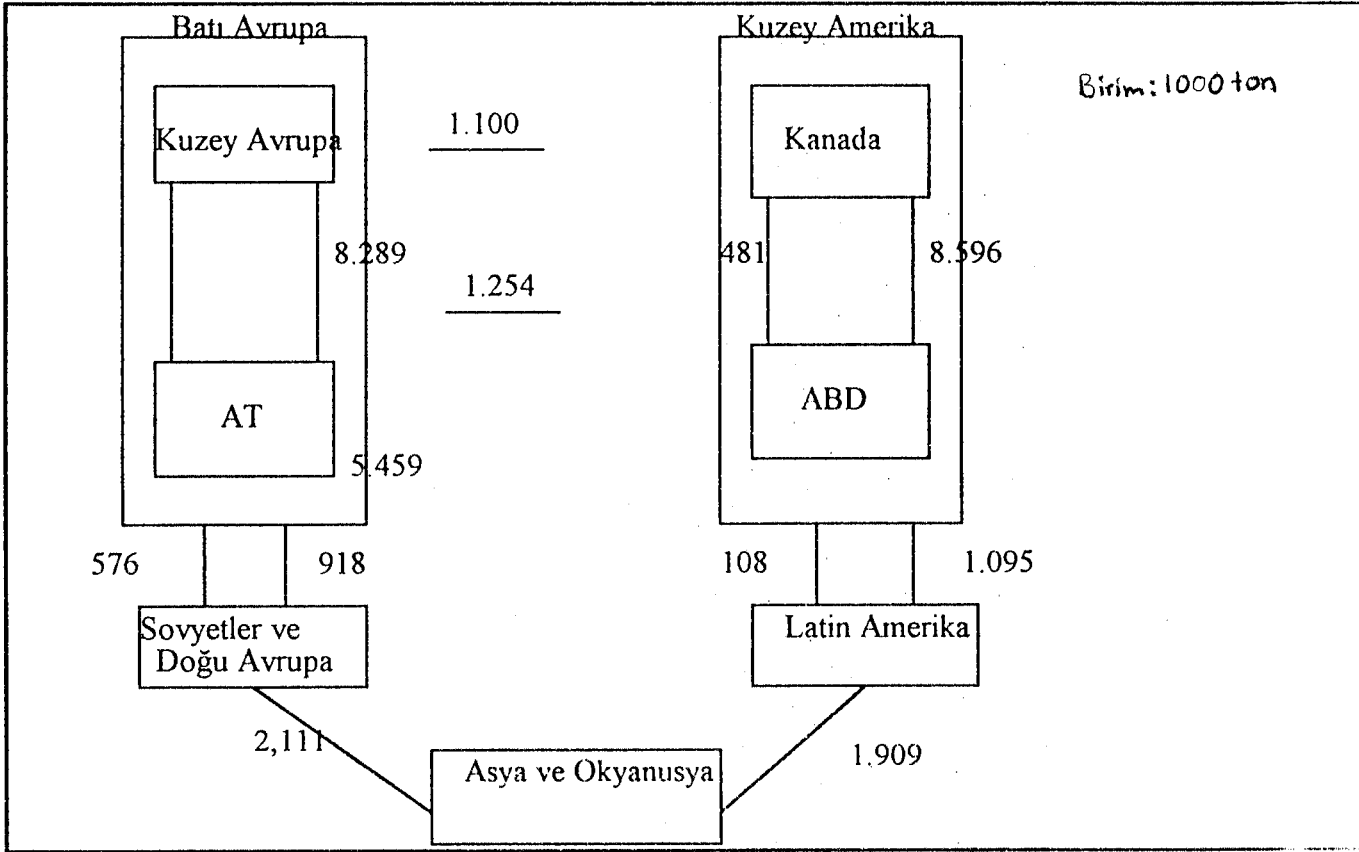 Batı Avrupa
Kuzey Amerika
Birim: 1000 ton
Kuzey Avrupa
1.100
Kanada
8.289
481
8.596
1.254
AT
ABD
5.459
576
918
108
1.095
Sovyetler ve
Doğu Avrupa
Latin Amerika
2,111
Asya ve Okyanusya
1.909